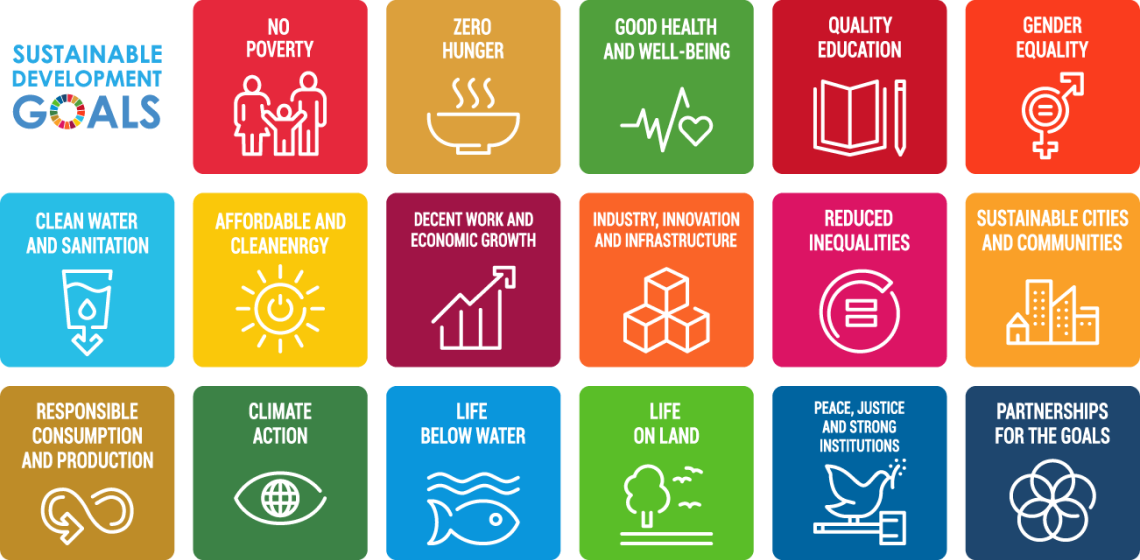 SUSTAINABLE
DEVELOPMENT
GOALS
NO
POVERTY
ZERO
HUNGER
GOOD HEALTH
AND WELL-BEING
QUALITY
EDUCATION
GENDER
EQUALITY
CLEAN WATER
AND SANITATION
AFFORDABLE AND
CLEANENRGY
DECENT WORK AND
ECONOMIC GROWTH
INDUSTRY, INNOVATION
AND INFRASTRUCTURE
REDUCED
INEQUALITIES
SUSTAINABLE CITIES
AND COMMUNITIES
RESPONSIBLE
CONSUMPTION
AND PRODUCTION
CLIMATE
ACTION
LIFE
BELOW WATER
LIFE
ON LAND
PEACE, JUSTICE
AND STRONG
INSTITUTIONS
PARTNERSHIPS
FOR THE GOALS